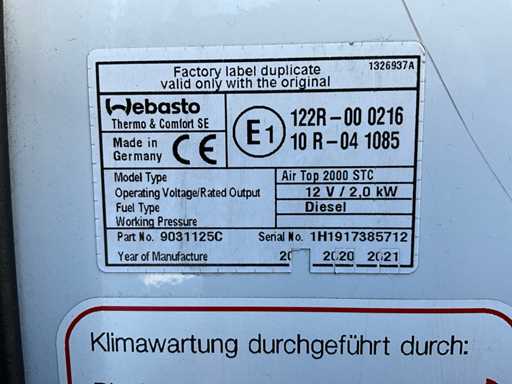 Factory label duplicate
valid only with the original
1326937A
Webasto
Thermo & Comfort SE
Made in
Germany
CE
E1
122R-00 0216
10 R-04 1085
Model Type Air Top 2000 STC
Operating Voltage/Rated Output 12 V / 2,0 kW
Fuel Type Diesel
Working Pressure
Part No. 9031125C Serial No. 1H1917385712
Year of Manufacture 2020 2021
Klimawartung durchgeführt durch: